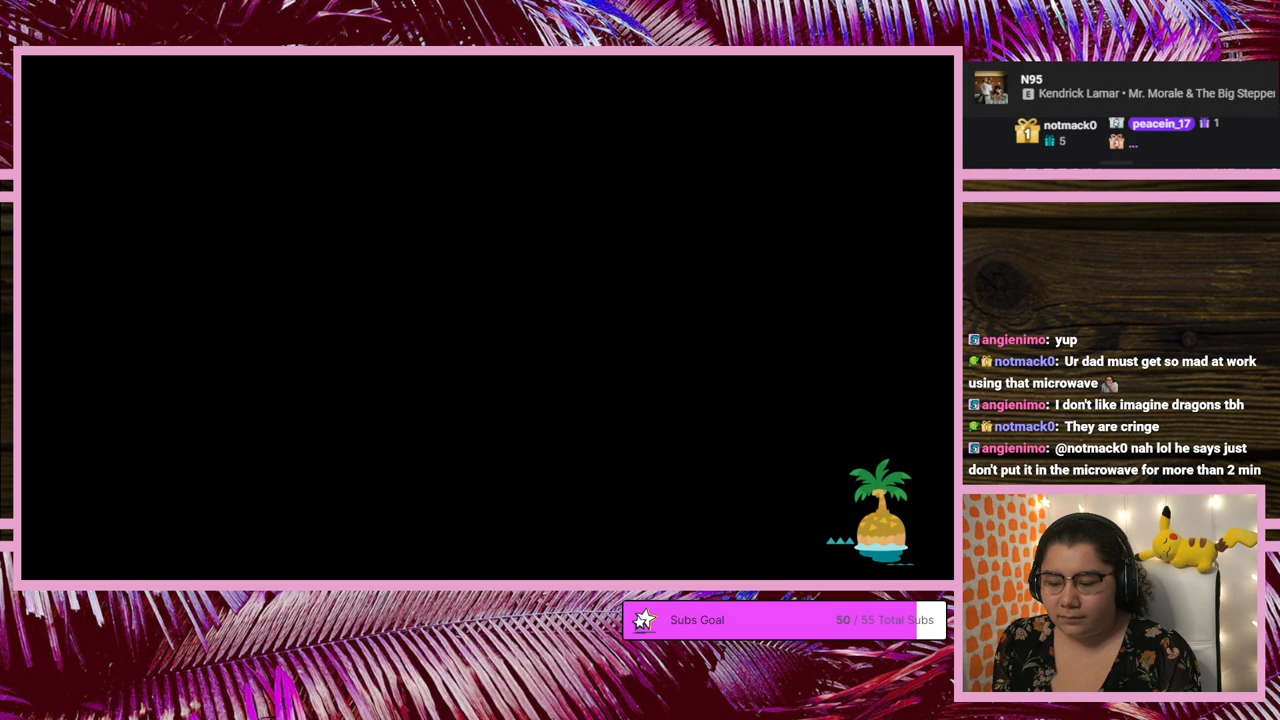 N95
E Kendrick Lamar • Mr. Morale & The Big Stepper
1 notmack0 2 peacein_17 1
5 3 ...
angienimo: yup
notmack0: Ur dad must get so mad at work
using that microwave
angienimo: I don't like imagine dragons tbh
notmack0: They are cringe
angienimo: @notmack0 nah lol he says just
don't put it in the microwave for more than 2 min
Subs Goal 50 / 55 Total Subs